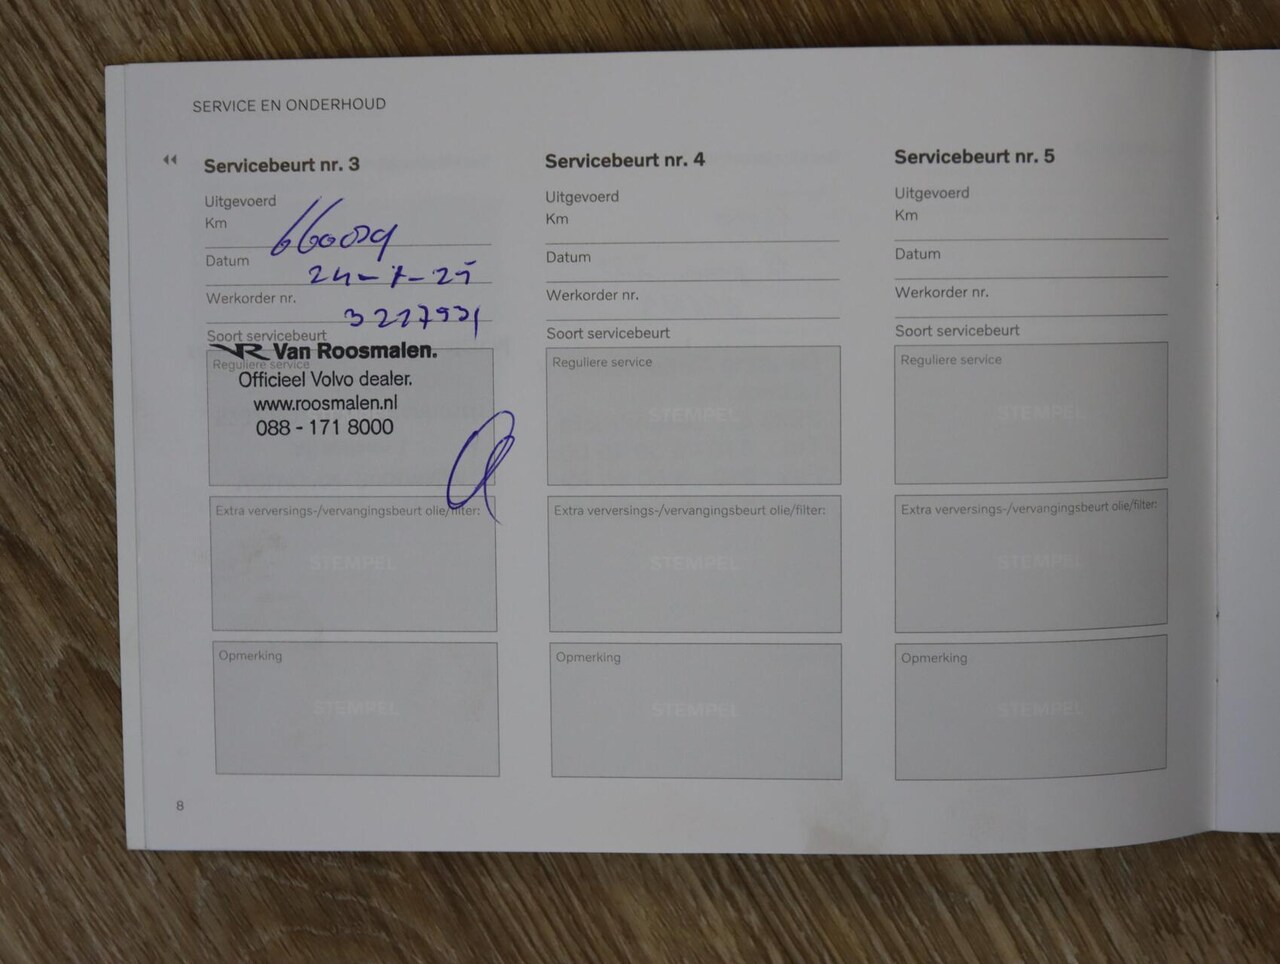 SERVICE EN ONDERHOUD
Servicebeurt nr. 3
Uitgevoerd
Km 66009
Datum 24-7-25
Werkorder nr. 3227931
Soort servicebeurt
Reguliere service
VR Van Roosmalen.
Officieel Volvo dealer.
www.roosmalen.nl
088 - 171 8000
Extra verversings-/vervangingsbeurt olie/filter:
STEMPEL
Opmerking
STEMPEL
Servicebeurt nr. 4
Uitgevoerd
Km
Datum
Werkorder nr.
Soort servicebeurt
Reguliere service
STEMPEL
Extra verversings-/vervangingsbeurt olie/filter:
STEMPEL
Opmerking
STEMPEL
Servicebeurt nr. 5
Uitgevoerd
Km
Datum
Werkorder nr.
Soort servicebeurt
Reguliere service
STEMPEL
Extra verversings-/vervangingsbeurt olie/filter:
STEMPEL
Opmerking
STEMPEL
8